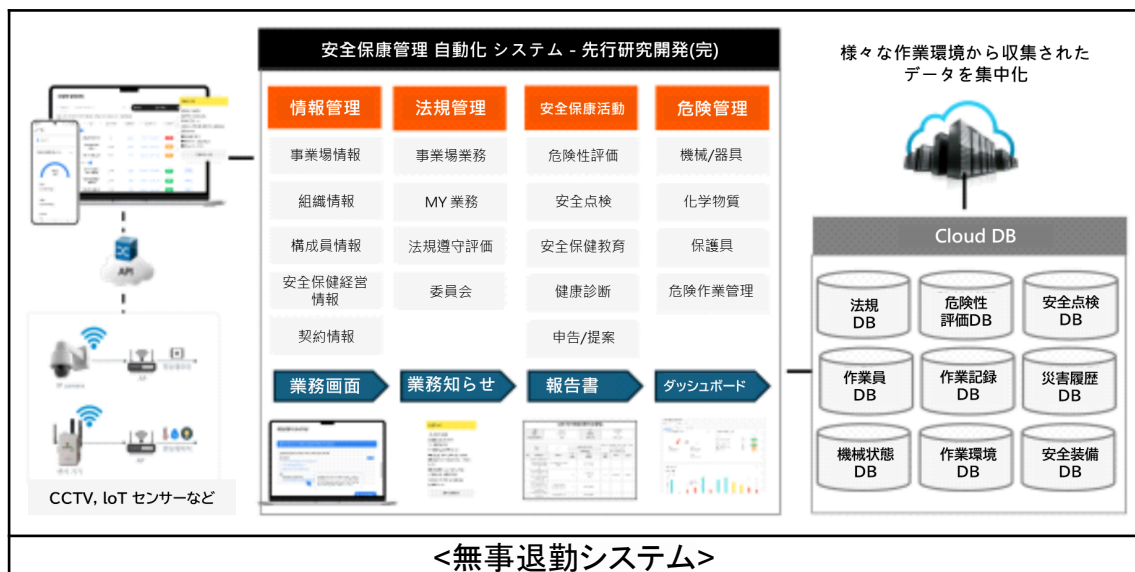 安全保康管理 自動化 システム - 先行研究開発(完)
情報管理
法規管理
安全保康活動
危険管理
事業場情報
事業場業務
危険性評価
機械/器具
組織情報
MY 業務
安全点検
化学物質
構成員情報
法規遵守評価
安全保健教育
保護具
安全保健経営
情報
委員会
健康診断
危険作業管理
契約情報
申告/提案
業務画面
業務知らせ
報告書
ダッシュボード
API
IP camera
AP
AP
CCTV, loT センサーなど
様々な作業環境から収集された
データを集中化
Cloud DB
法規
DB
危険性
評価DB
安全点検
DB
作業員
DB
作業記録
DB
災害履歴
DB
機械状態
DB
作業環境
DB
安全装備
DB
<無事退勤システム>